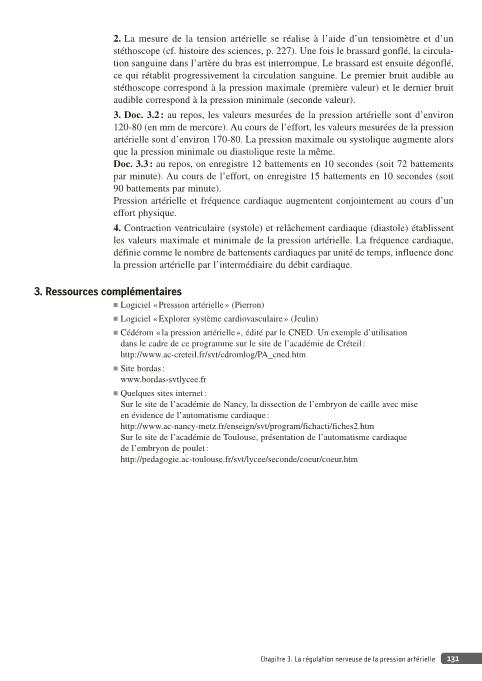 2. La mesure de la tension artérielle se réalise à l'aide d'un tensiomètre et d'un
stéthoscope (cf. histoire des sciences, p. 227). Une fois le brassard gonflé, la circula-
tion sanguine dans l'artère du bras est interrompue. Le brassard est ensuite dégonflé,
ce qui rétablit progressivement la circulation sanguine. Le premier bruit audible au
stéthoscope correspond à la pression maximale (première valeur) et le dernier bruit
audible correspond à la pression minimale (seconde valeur).
3. Doc. 3.2 : au repos, les valeurs mesurées de la pression artérielle sont d'environ
120-80 (en mm de mercure). Au cours de l'effort, les valeurs mesurées de la pression
artérielle sont d'environ 170-80. La pression maximale ou systolique augmente alors
que la pression minimale ou diastolique reste la même.
Doc. 3.3 : au repos, on enregistre 12 battements en 10 secondes (soit 72 battements
par minute). Au cours de l'effort, on enregistre 15 battements en 10 secondes (soit
90 battements par minute).
Pression artérielle et fréquence cardiaque augmentent conjointement au cours d'un
effort physique.
4. Contraction ventriculaire (systole) et relâchement cardiaque (diastole) établissent
les valeurs maximale et minimale de la pression artérielle. La fréquence cardiaque,
définie comme le nombre de battements cardiaques par unité de temps, influence donc
la pression artérielle par l'intermédiaire du débit cardiaque.
3. Ressources complémentaires
■ Logiciel «Pression artérielle» (Pierron)
■ Logiciel «Explorer système cardiovasculaire» (Jeulin)
■ Cédérom «la pression artérielle», édité par le CNED. Un exemple d'utilisation
dans le cadre de ce programme sur le site de l'académie de Créteil :
http://www.ac-creteil.fr/svt/cdromlog/PA_cned.htm
■ Site bordas :
www.bordas-svtlycee.fr
■ Quelques sites internet :
Sur le site de l'académie de Nancy, la dissection de l'embryon de caille avec mise
en évidence de l'automatisme cardiaque :
http://www.ac-nancy-metz.fr/enseign/svt/program/fichacti/fiches2.htm
Sur le site de l'académie de Toulouse, présentation de l'automatisme cardiaque
de l'embryon de poulet :
http://pedagogie.ac-toulouse.fr/svt/lycee/seconde/coeur/coeur.htm
Chapitre 3. La régulation nerveuse de la pression artérielle 131